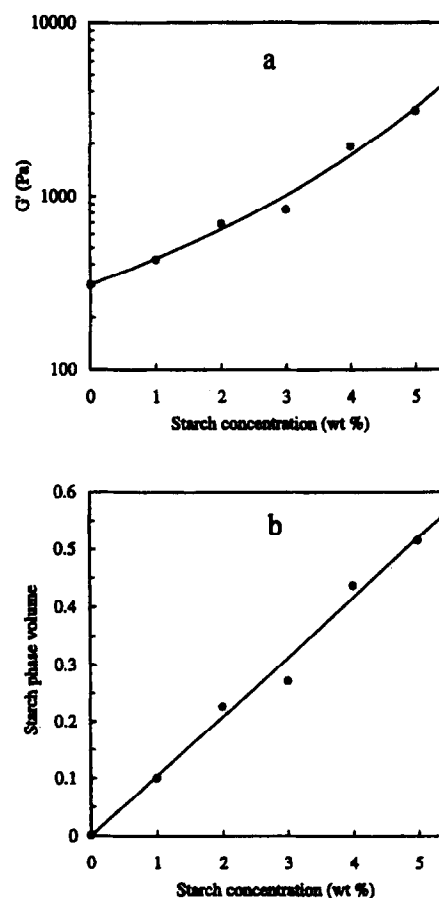 10000
a
1000
G' (Pa)
100
0 1 2 3 4 5
Starch concentration (wt %)
0.6
b
0.5
0.4
0.3
Starch phase volume
0.2
0.1
0
0 1 2 3 4 5
Starch concentration (wt %)